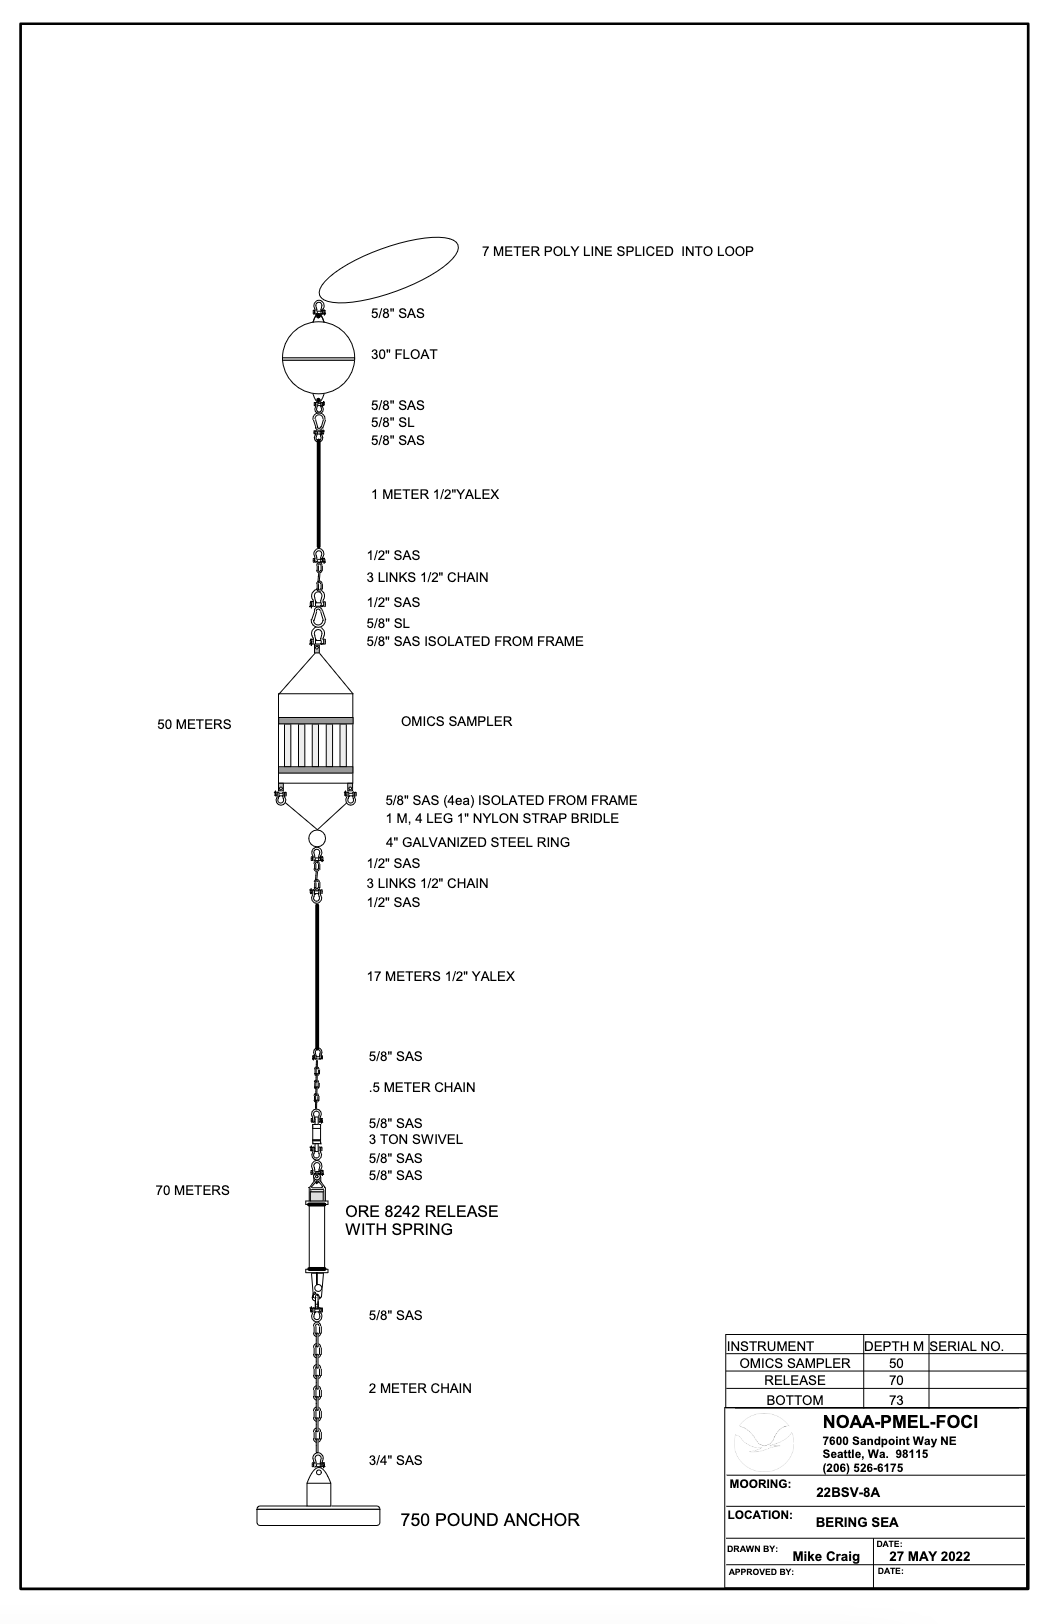 7 METER POLY LINE SPLICED INTO LOOP
5/8" SAS
30" FLOAT
5/8" SAS
5/8" SL
5/8" SAS
1 METER 1/2"YALEX
1/2" SAS
3 LINKS 1/2" CHAIN
1/2" SAS
5/8" SL
5/8" SAS ISOLATED FROM FRAME
50 METERS
OMICS SAMPLER
5/8" SAS (4ea) ISOLATED FROM FRAME
1 M, 4 LEG 1" NYLON STRAP BRIDLE
4" GALVANIZED STEEL RING
1/2" SAS
3 LINKS 1/2" CHAIN
1/2" SAS
17 METERS 1/2" YALEX
5/8" SAS
.5 METER CHAIN
5/8" SAS
3 TON SWIVEL
5/8" SAS
5/8" SAS
70 METERS
ORE 8242 RELEASE
WITH SPRING
5/8" SAS
2 METER CHAIN
3/4" SAS
750 POUND ANCHOR
INSTRUMENT DEPTH M SERIAL NO.
OMICS SAMPLER 50
RELEASE 70
BOTTOM 73
NOAA-PMEL-FOCI
7600 Sandpoint Way NE
Seattle, Wa. 98115
(206) 526-6175
MOORING: 22BSV-8A
LOCATION: BERING SEA
DRAWN BY: Mike Craig DATE: 27 MAY 2022
APPROVED BY: DATE: